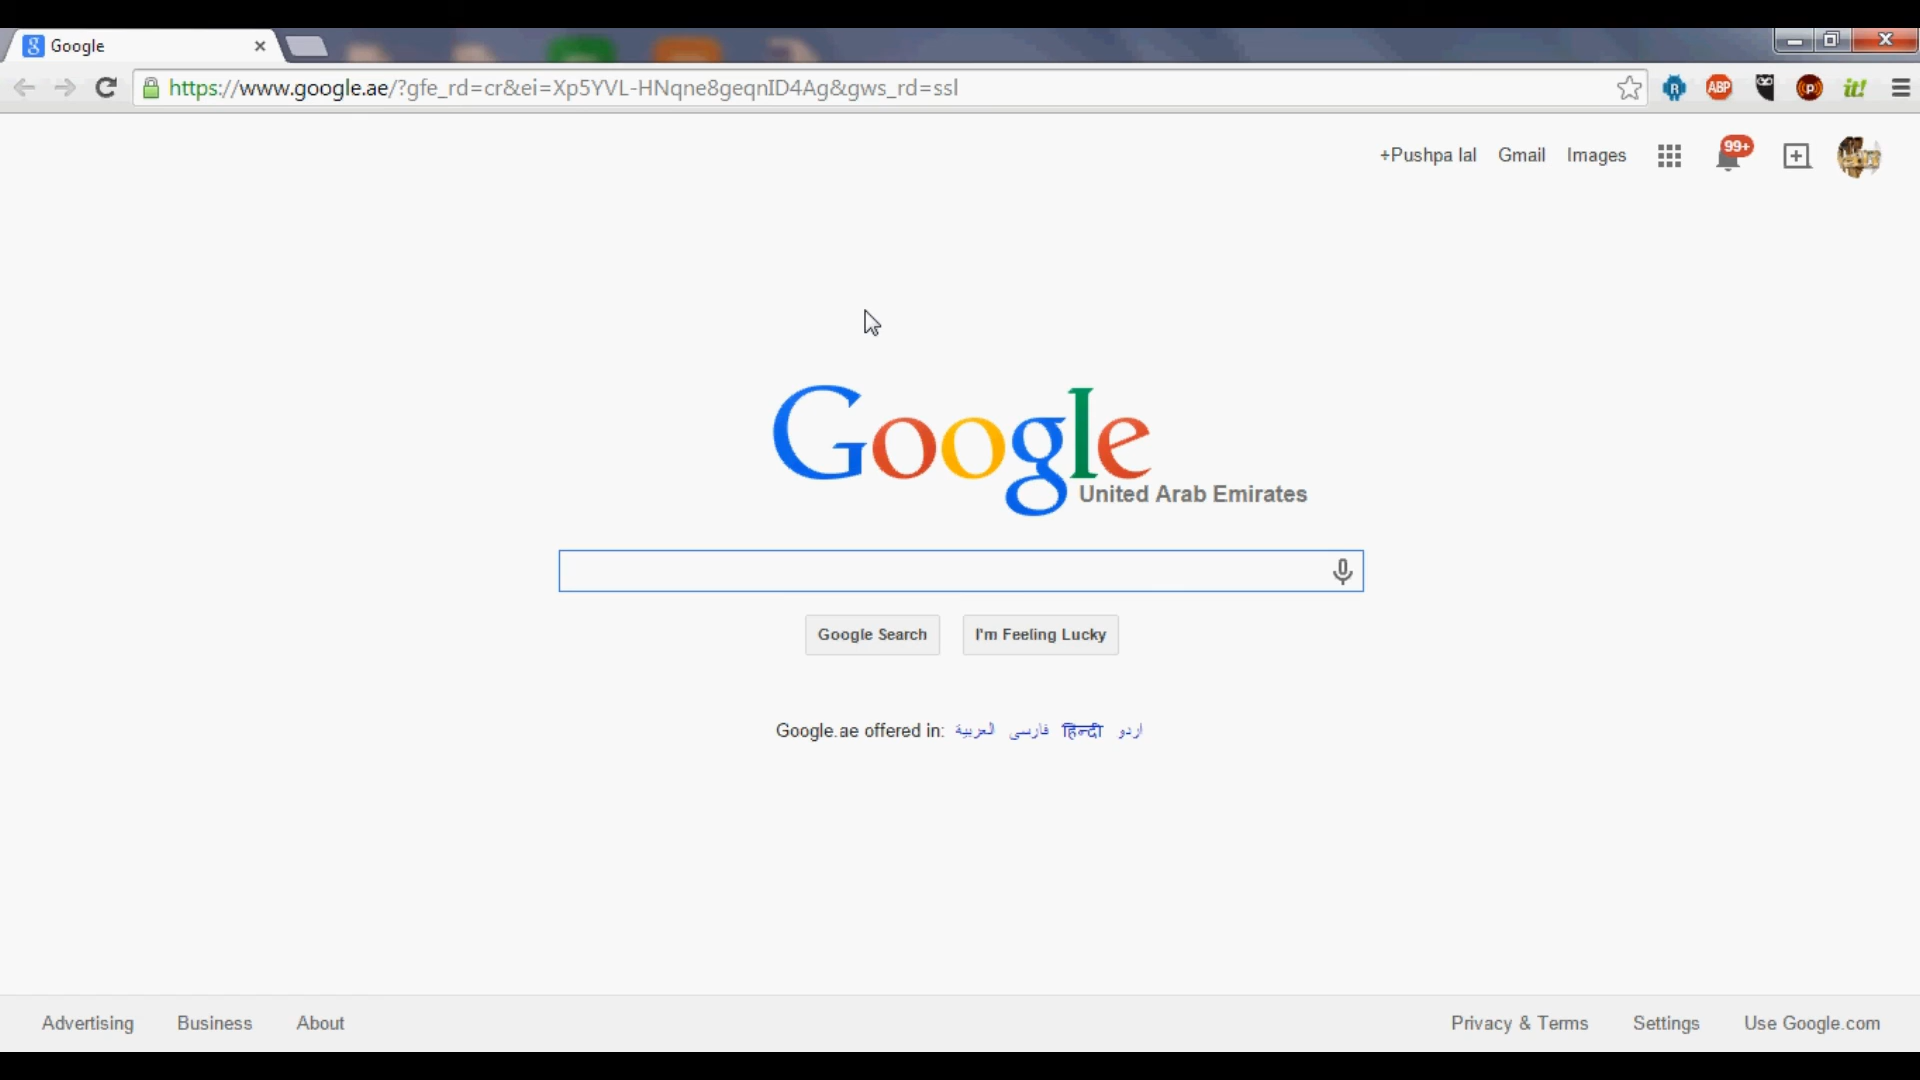 Google
https://www.google.ae/?gfe_rd=cr&ei=Xp5YVL-HNqne8geqnID4Ag&gws_rd=ssl
R
ABP
p
it!
+Pushpa lal Gmail Images 99+
Google
United Arab Emirates
Google Search I'm Feeling Lucky
Google.ae offered in: العربية فارسی हिन्दी اردو
Advertising Business About Privacy & Terms Settings Use Google.com